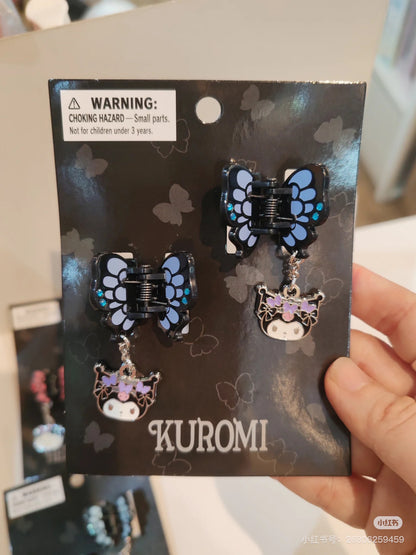 WARNING:
CHOKING HAZARD — Small parts.
Not for children under 3 years.
KUROMI
小红书